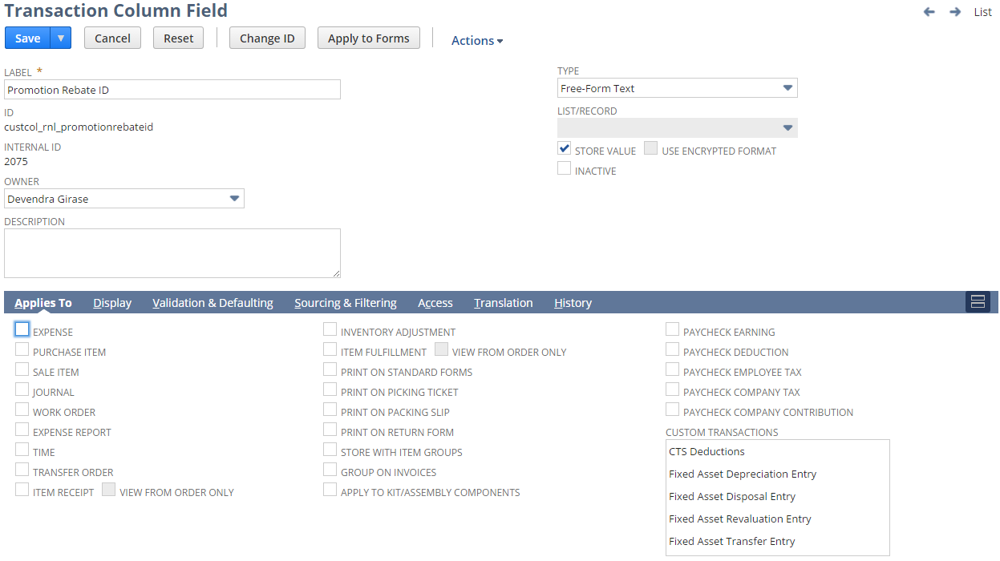 Transaction Column Field
List
Save
Cancel
Reset
Change ID
Apply to Forms
Actions
LABEL *
Promotion Rebate ID
ID
custcol_rnl_promotionrebateid
INTERNAL ID
2075
OWNER
Devendra Girase
DESCRIPTION
TYPE
Free-Form Text
LIST/RECORD
STORE VALUE
USE ENCRYPTED FORMAT
INACTIVE
Applies To
Display
Validation & Defaulting
Sourcing & Filtering
Access
Translation
History
EXPENSE
PURCHASE ITEM
SALE ITEM
JOURNAL
WORK ORDER
EXPENSE REPORT
TIME
TRANSFER ORDER
ITEM RECEIPT
VIEW FROM ORDER ONLY
INVENTORY ADJUSTMENT
ITEM FULFILLMENT
VIEW FROM ORDER ONLY
PRINT ON STANDARD FORMS
PRINT ON PICKING TICKET
PRINT ON PACKING SLIP
PRINT ON RETURN FORM
STORE WITH ITEM GROUPS
GROUP ON INVOICES
APPLY TO KIT/ASSEMBLY COMPONENTS
PAYCHECK EARNING
PAYCHECK DEDUCTION
PAYCHECK EMPLOYEE TAX
PAYCHECK COMPANY TAX
PAYCHECK COMPANY CONTRIBUTION
CUSTOM TRANSACTIONS
CTS Deductions
Fixed Asset Depreciation Entry
Fixed Asset Disposal Entry
Fixed Asset Revaluation Entry
Fixed Asset Transfer Entry